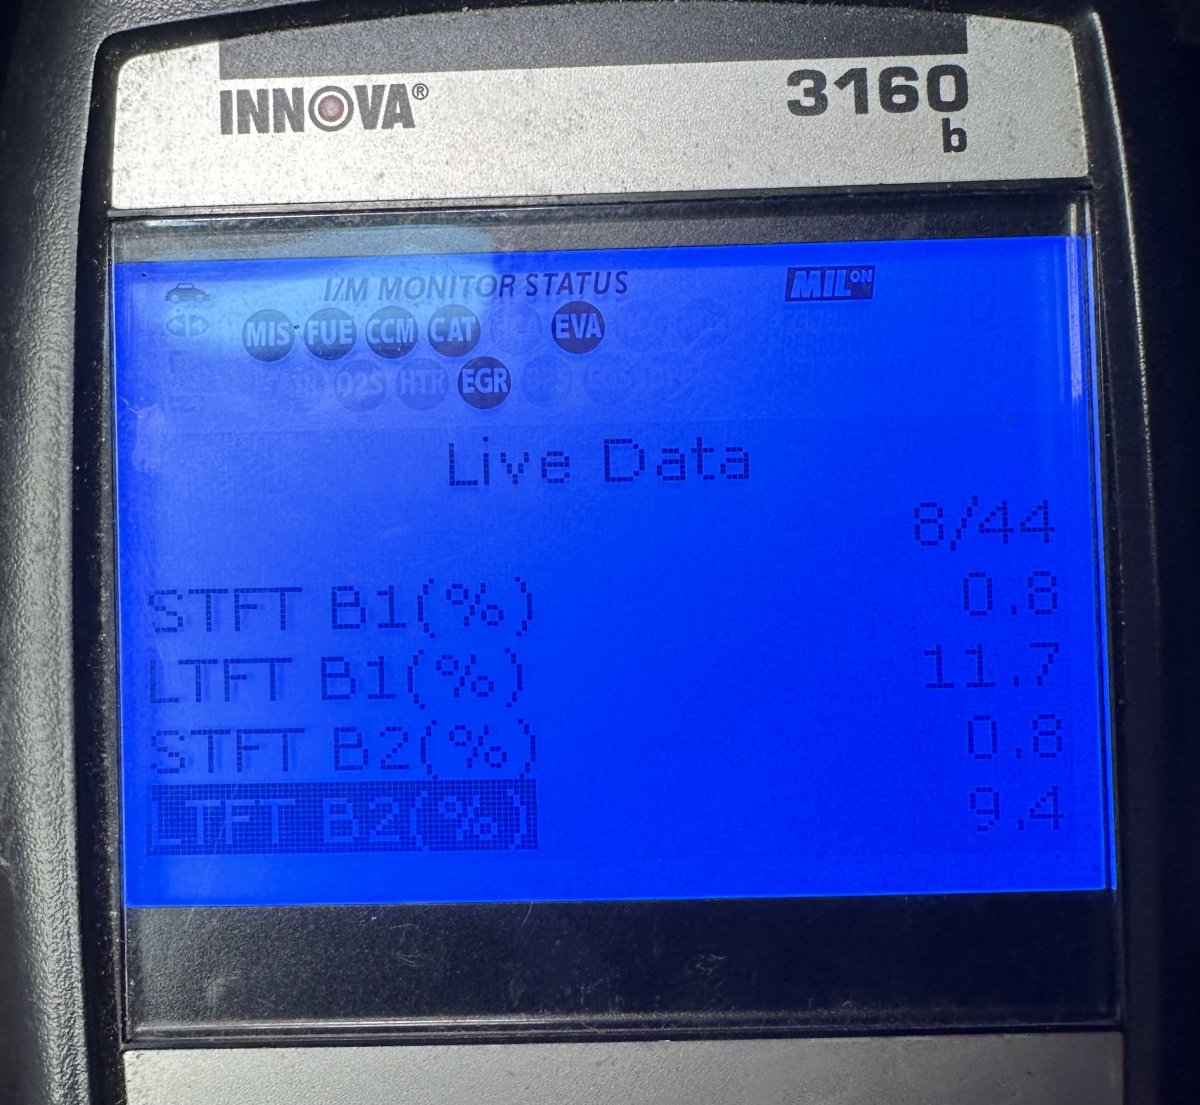 INNOVA®
3160
b
I/M MONITOR STATUS
MIL ON
MIS FUE CCM CAT EVA
O2S HTR EGR
Live Data
8/44
STFT B1(%) 0.8
LTFT B1(%) 11.7
STFT B2(%) 0.8
LTFT B2(%) 9.4